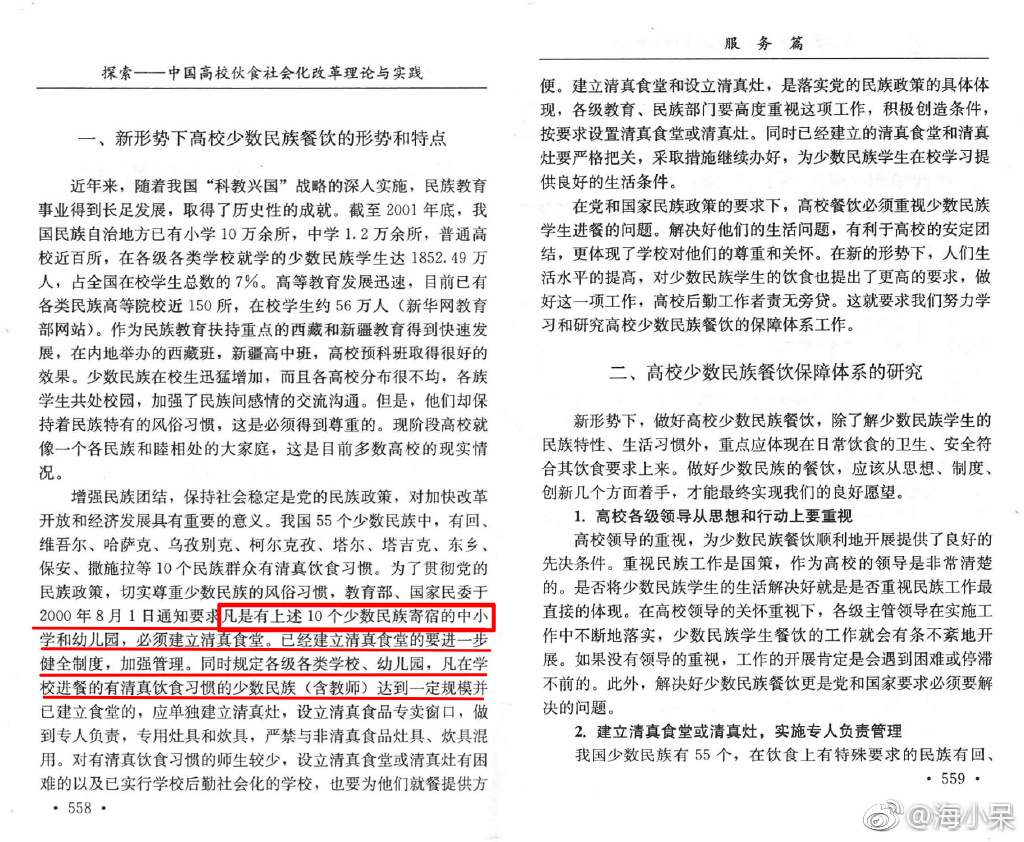 探索——中国高校伙食社会化改革理论与实践
一、新形势下高校少数民族餐饮的形势和特点
近年来，随着我国“科教兴国”战略的深入实施，民族教育
事业得到长足发展，取得了历史性的成就。截至 2001 年底，我
国民族自治地方已有小学 10 万余所，中学 1.2 万余所，普通高
校近百所，在各级各类学校就学的少数民族学生达 1852.49 万
人，占全国在校学生总数的 7%。高等教育发展迅速，目前已有
各类民族高等院校近 150 所，在校学生约 56 万人（新华网教育
部网站）。作为民族教育扶持重点的西藏和新疆教育得到快速发
展，在内地举办的西藏班，新疆高中班，高校预科班取得很好的
效果。少数民族在校生迅猛增加，而且各高校分布很不均，各族
学生共处校园，加强了民族间感情的交流沟通。但是，他们却保
持着民族特有的风俗习惯，这是必须得到尊重的。现阶段高校就
像一个各民族和睦相处的大家庭，这是目前多数高校的现实情
况。
增强民族团结，保持社会稳定是党的民族政策，对加快改革
开放和经济发展具有重要的意义。我国 55 个少数民族中，有回、
维吾尔、哈萨克、乌孜别克、柯尔克孜、塔尔、塔吉克、东乡、
保安、撒施拉等 10 个民族群众有清真饮食习惯。为了贯彻党的
民族政策，切实尊重少数民族的风俗习惯，教育部、国家民委于
2000 年 8 月 1 日通知要求凡是有上述 10 个少数民族寄宿的中小
学和幼儿园，必须建立清真食堂。已经建立清真食堂的要进一步
健全制度，加强管理。同时规定各级各类学校、幼儿园，凡在学
校进餐的有清真饮食习惯的少数民族（含教师）达到一定规模并
已建立食堂的，应单独建立清真灶，设立清真食品专卖窗口，做
到专人负责，专用灶具和炊具，严禁与非清真食品灶具、炊具混
用。对有清真饮食习惯的师生较少，设立清真食堂或清真灶有困
难的以及已实行学校后勤社会化的学校，也要为他们就餐提供方
· 558 ·
服 务 篇
便。建立清真食堂和设立清真灶，是落实党的民族政策的具体体
现，各级教育、民族部门要高度重视这项工作，积极创造条件，
按要求设置清真食堂或清真灶。同时已经建立的清真食堂和清真
灶要严格把关，采取措施继续办好，为少数民族学生在校学习提
供良好的生活条件。
在党和国家民族政策的要求下，高校餐饮必须重视少数民族
学生进餐的问题。解决好他们的生活问题，有利于高校的安定团
结，更体现了学校对他们的尊重和关怀。在新的形势下，人们生
活水平的提高，对少数民族学生的饮食也提出了更高的要求，做
好这一项工作，高校后勤工作者责无旁贷。这就要求我们努力学
习和研究高校少数民族餐饮的保障体系工作。
二、高校少数民族餐饮保障体系的研究
新形势下，做好高校少数民族餐饮，除了解少数民族学生的
民族特性、生活习惯外，重点应体现在日常饮食的卫生、安全符
合其饮食要求上来。做好少数民族的餐饮，应该从思想、制度、
创新几个方面着手，才能最终实现我们的良好愿望。
1. 高校各级领导从思想和行动上要重视
高校领导的重视，为少数民族餐饮顺利地开展提供了良好的
先决条件。重视民族工作是国策，作为高校的领导是非常清楚
的。是否将少数民族学生的生活解决好就是是否重视民族工作最
直接的体现。在高校领导的关怀重视下，各级主管领导在实施工
作中不断地落实，少数民族学生餐饮的工作就会有条不紊地开
展。如果没有领导的重视，工作的开展肯定是会遇到困难或停滞
不前的。此外，解决好少数民族餐饮更是党和国家要求必须要解
决的问题。
2. 建立清真食堂或清真灶，实施专人负责管理
我国少数民族有 55 个，在饮食上有特殊要求的民族有回、
· 559 ·
@海小呆